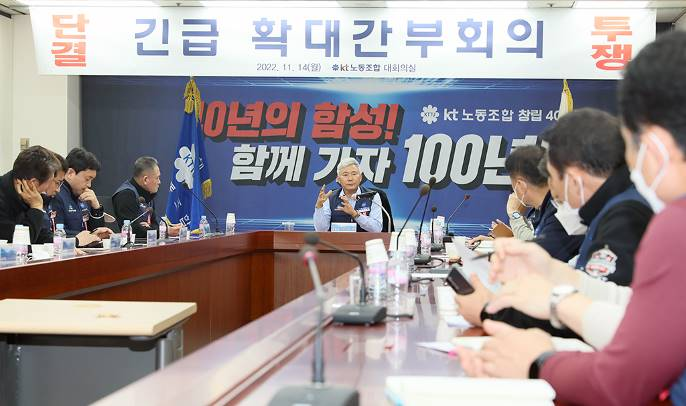 단결
긴급 확대간부회의
투쟁
2022. 11. 14(월) kt노동조합 대회의실
0년의 함성!
kt 노동조합 창립 40
함께 가자 100년